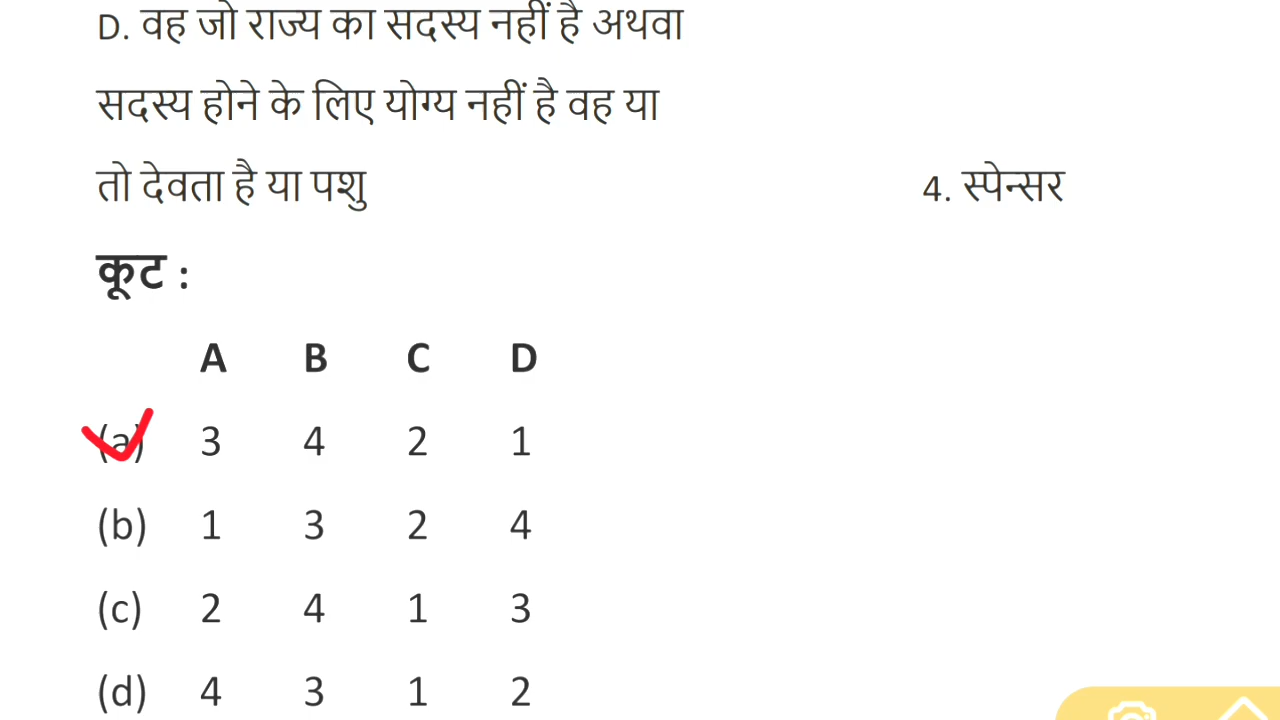 D. वह जो राज्य का सदस्य नहीं है अथवा
सदस्य होने के लिए योग्य नहीं है वह या
तो देवता है या पशु 4. स्पेन्सर
कूट :
A B C D
(a) 3 4 2 1
(b) 1 3 2 4
(c) 2 4 1 3
(d) 4 3 1 2